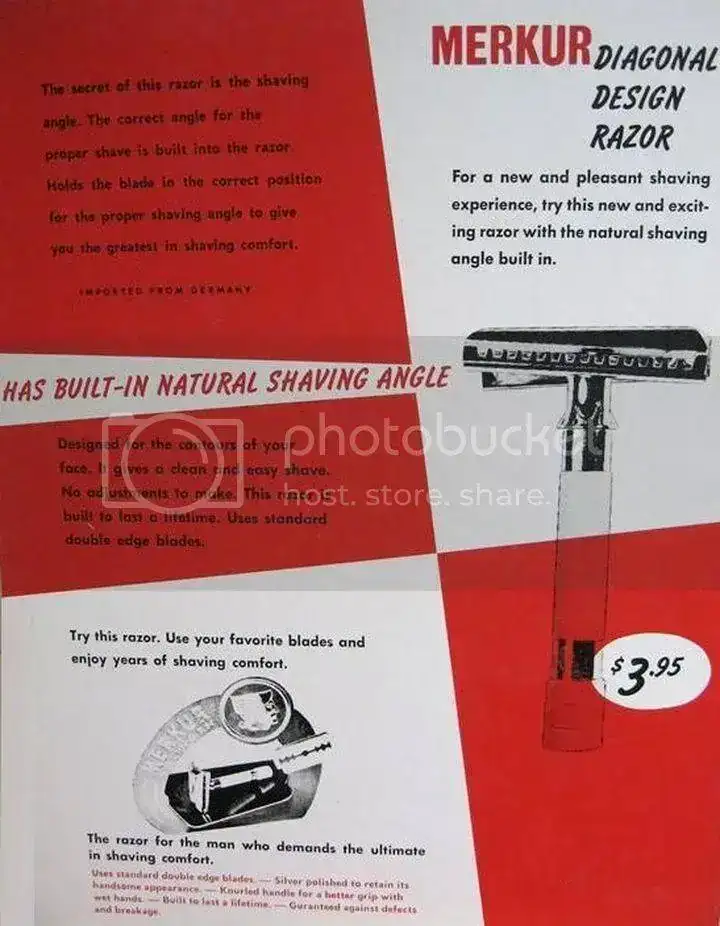 MERKUR DIAGONAL
DESIGN
RAZOR
For a new and pleasant shaving
experience, try this new and excit-
ing razor with the natural shaving
angle built in.
The secret of this razor is the shaving
angle. The correct angle for the
proper shave is built into the razor
Holds the blade in the correct position
for the proper shaving angle to give
you the greatest in shaving comfort.
IMPORTED FROM GERMANY
HAS BUILT-IN NATURAL SHAVING ANGLE
Designed for the contours of your
face. It gives a clean and easy shave.
No adjustments to make. This razor is
built to last a lifetime. Uses standard
double edge blades.
photobucket
host. store. share.
$3.95
Try this razor. Use your favorite blades and
enjoy years of shaving comfort.
MERKUR
The razor for the man who demands the ultimate
in shaving comfort.
Uses standard double edge blades. — Silver polished to retain its
handsome appearance. — Knurled handle for a better grip with
wet hands. — Built to last a lifetime. — Guranteed against defects
and breakage.